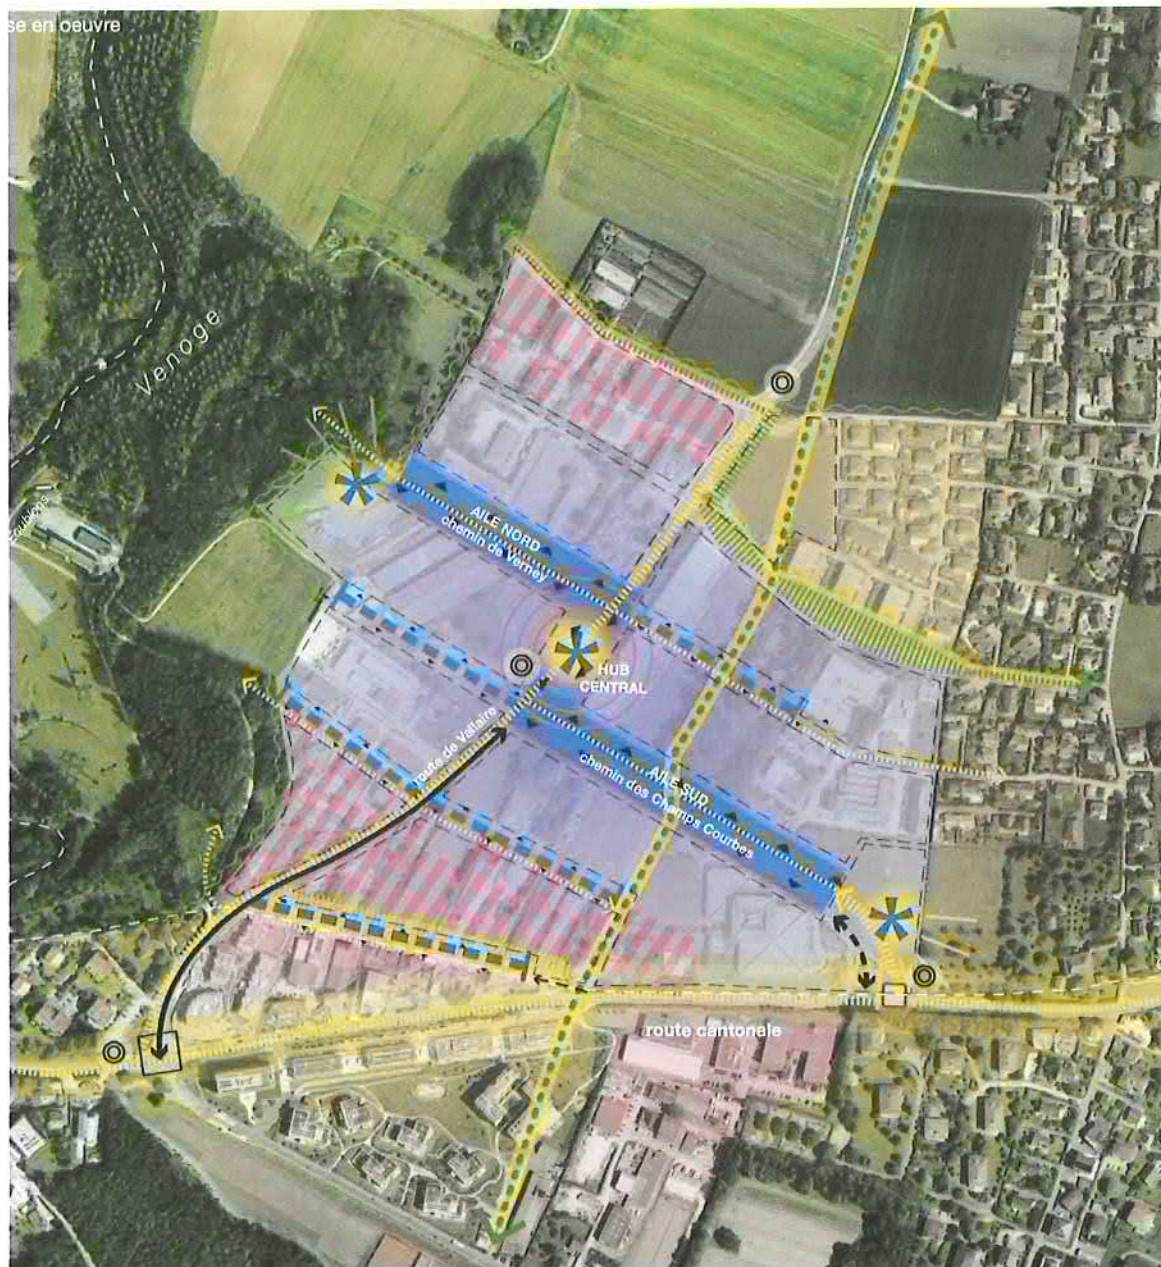 se en oeuvre
Venoge
AILE NORD
chemin de Verney
HUB
CENTRAL
route de Vallaire
AILE SUD
chemin des Champs Courbes
route cantonale